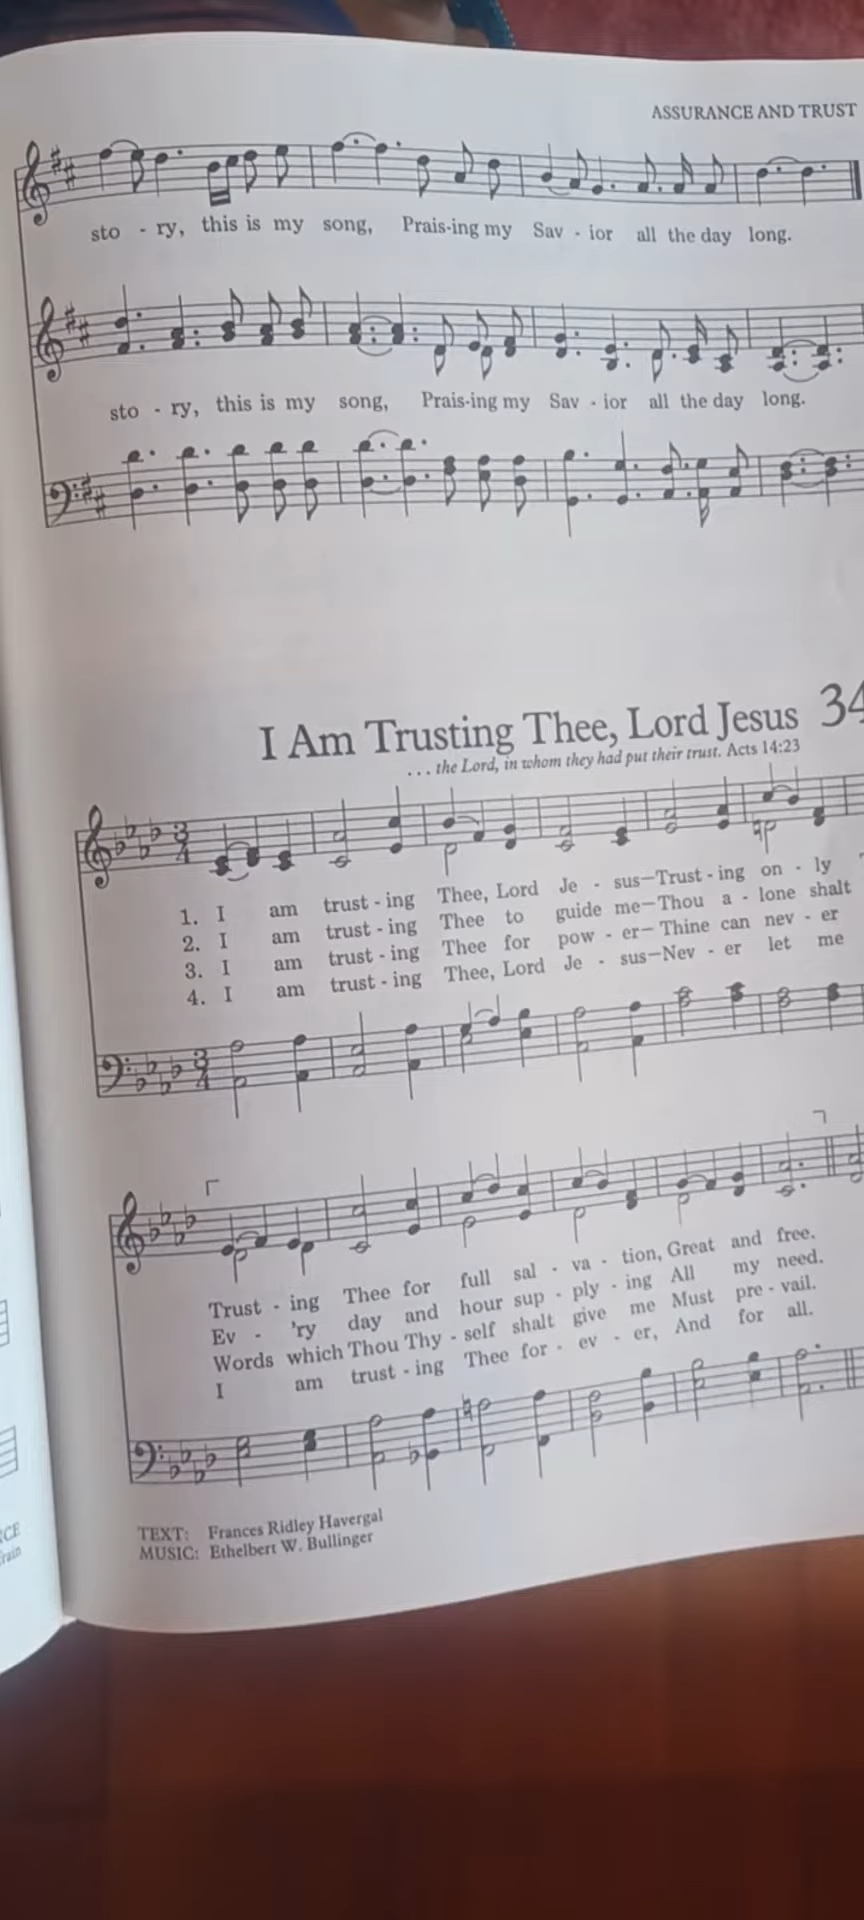 ASSURANCE AND TRUST
sto - ry, this is my song, Prais-ing my Sav - ior all the day long.
sto - ry, this is my song, Prais-ing my Sav - ior all the day long.
I Am Trusting Thee, Lord Jesus 34
. . . the Lord, in whom they had put their trust. Acts 14:23
3
4
1. I am trust - ing Thee, Lord Je - sus—Trust - ing on - ly
2. I am trust - ing Thee to guide me—Thou a - lone shalt
3. I am trust - ing Thee for pow - er—Thine can nev - er
4. I am trust - ing Thee, Lord Je - sus—Nev - er let me
3
4
Trust - ing Thee for full sal - va - tion, Great and free.
Ev - 'ry day and hour sup - ply - ing All my need.
Words which Thou Thy - self shalt give me Must pre - vail.
I am trust - ing Thee for - ev - er, And for all.
TEXT: Frances Ridley Havergal
MUSIC: Ethelbert W. Bullinger